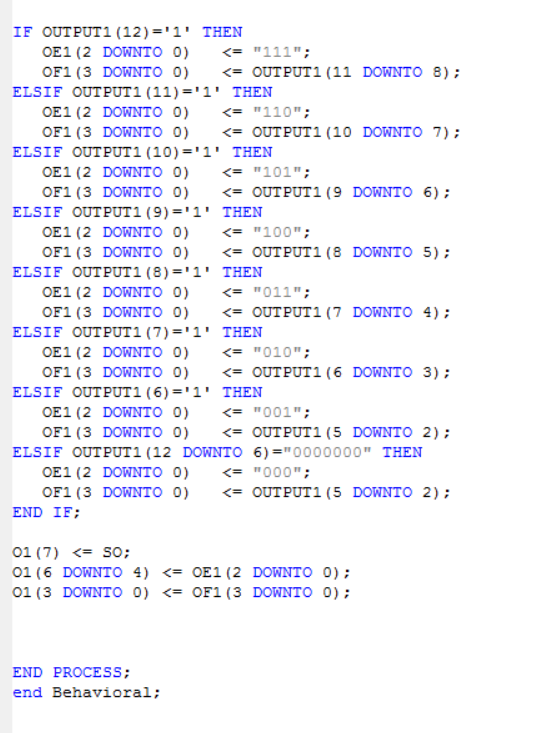 IF OUTPUT1(12)='1' THEN
OE1(2 DOWNTO 0) <= "111";
OF1(3 DOWNTO 0) <= OUTPUT1(11 DOWNTO 8);
ELSIF OUTPUT1(11)='1' THEN
OE1(2 DOWNTO 0) <= "110";
OF1(3 DOWNTO 0) <= OUTPUT1(10 DOWNTO 7);
ELSIF OUTPUT1(10)='1' THEN
OE1(2 DOWNTO 0) <= "101";
OF1(3 DOWNTO 0) <= OUTPUT1(9 DOWNTO 6);
ELSIF OUTPUT1(9)='1' THEN
OE1(2 DOWNTO 0) <= "100";
OF1(3 DOWNTO 0) <= OUTPUT1(8 DOWNTO 5);
ELSIF OUTPUT1(8)='1' THEN
OE1(2 DOWNTO 0) <= "011";
OF1(3 DOWNTO 0) <= OUTPUT1(7 DOWNTO 4);
ELSIF OUTPUT1(7)='1' THEN
OE1(2 DOWNTO 0) <= "010";
OF1(3 DOWNTO 0) <= OUTPUT1(6 DOWNTO 3);
ELSIF OUTPUT1(6)='1' THEN
OE1(2 DOWNTO 0) <= "001";
OF1(3 DOWNTO 0) <= OUTPUT1(5 DOWNTO 2);
ELSIF OUTPUT1(12 DOWNTO 6)="0000000" THEN
OE1(2 DOWNTO 0) <= "000";
OF1(3 DOWNTO 0) <= OUTPUT1(5 DOWNTO 2);
END IF;
O1(7) <= SO;
O1(6 DOWNTO 4) <= OE1(2 DOWNTO 0);
O1(3 DOWNTO 0) <= OF1(3 DOWNTO 0);
END PROCESS;
end Behavioral;